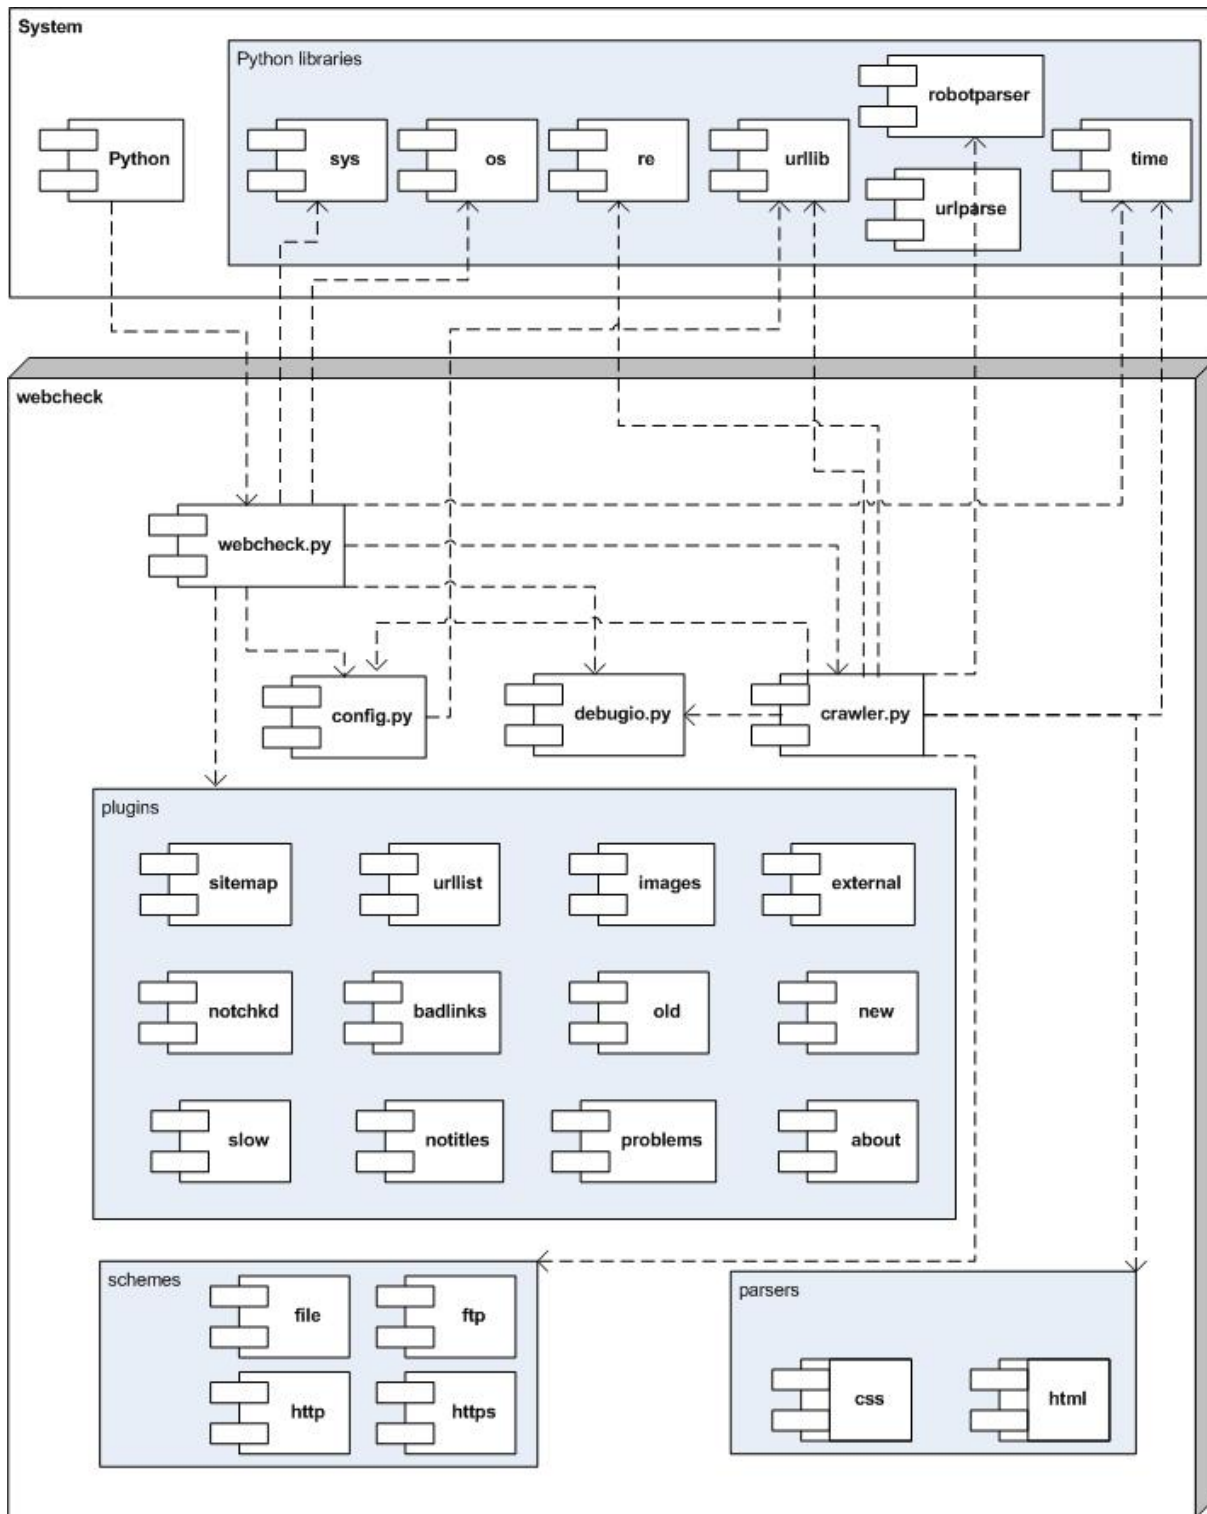 System
Python libraries
robotparser
Python
sys
os
re
urllib
time
urlparse
webcheck
webcheck.py
config.py
debugio.py
crawler.py
plugins
sitemap
urllist
images
external
notchkd
badlinks
old
new
slow
notitles
problems
about
schemes
file
ftp
http
https
parsers
css
html